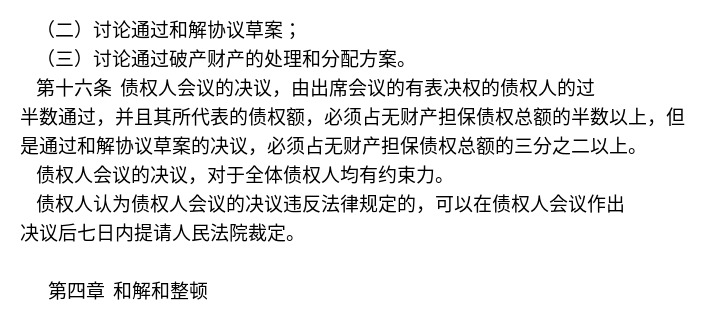 （二）讨论通过和解协议草案；
（三）讨论通过破产财产的处理和分配方案。
第十六条 债权人会议的决议，由出席会议的有表决权的债权人的过
半数通过，并且其所代表的债权额，必须占无财产担保债权总额的半数以上，但
是通过和解协议草案的决议，必须占无财产担保债权总额的三分之二以上。
债权人会议的决议，对于全体债权人均有约束力。
债权人认为债权人会议的决议违反法律规定的，可以在债权人会议作出
决议后七日内提请人民法院裁定。
第四章 和解和整顿